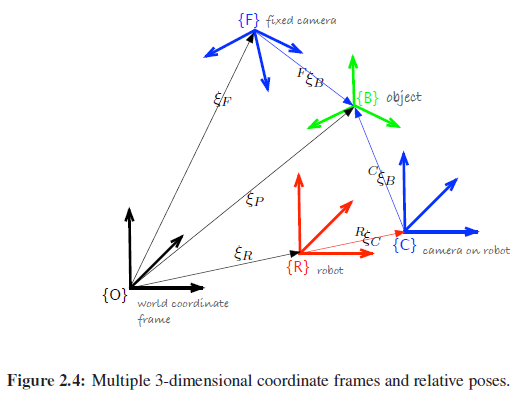 {F} fixed camera
ξF
FξB
{B} object
CξB
ξP
ξR
RξC
{C} camera on robot
{R} robot
{O} world coordinate
frame
Figure 2.4: Multiple 3-dimensional coordinate frames and relative poses.